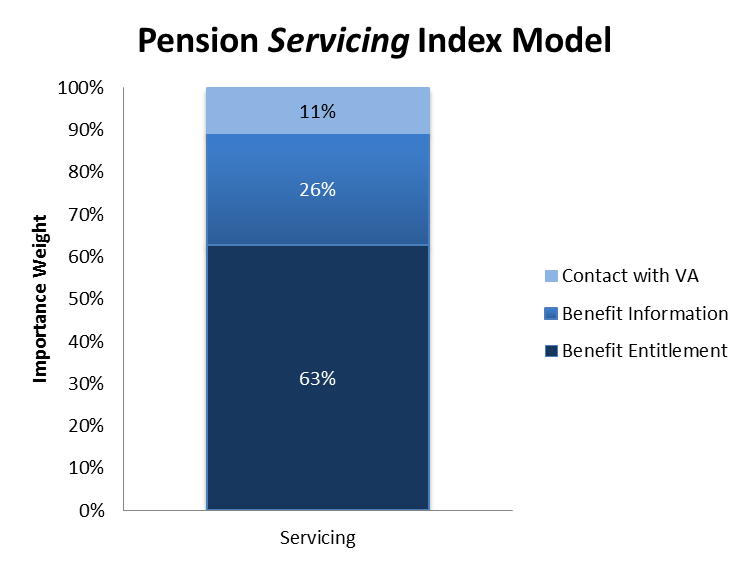 Pension Servicing Index Model
Importance Weight
100%
90%
80%
70%
60%
50%
40%
30%
20%
10%
0%
11%
26%
63%
Servicing
Contact with VA
Benefit Information
Benefit Entitlement